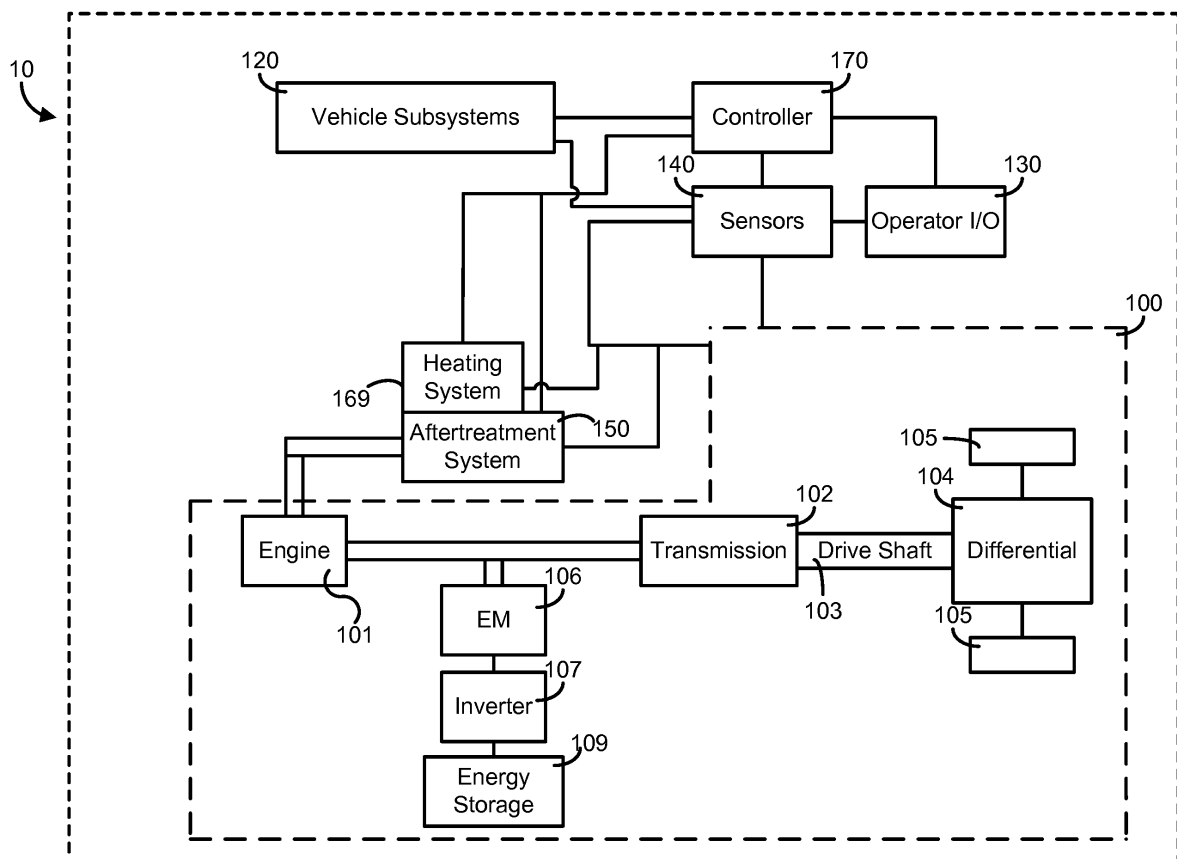 10
120
170
Vehicle Subsystems
Controller
140
130
Sensors
Operator I/O
100
Heating
System
169
Aftertreatment
System
150
105
104
102
Engine
Transmission
Drive Shaft
Differential
103
101
106
EM
105
107
Inverter
109
Energy
Storage